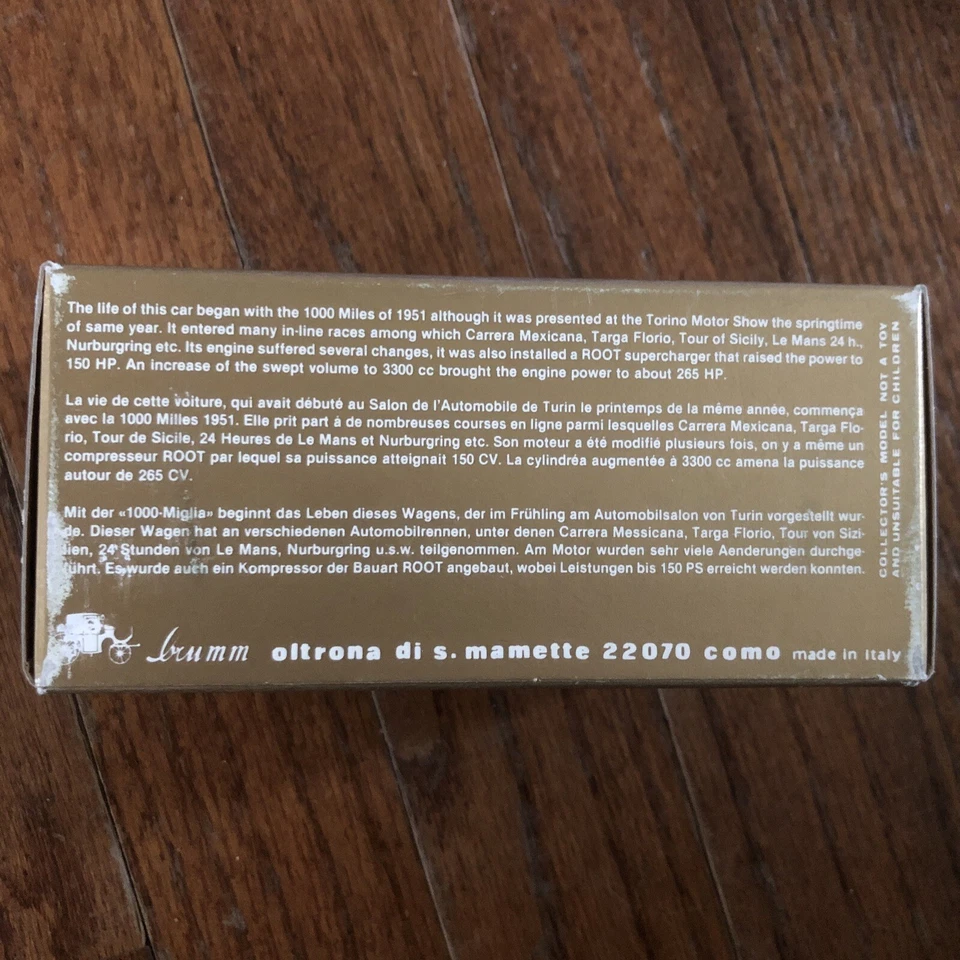 The life of this car began with the 1000 Miles of 1951 although it was presented at the Torino Motor Show the springtime
of same year. It entered many in-line races among which Carrera Mexicana, Targa Florio, Tour of Sicily, Le Mans 24 h.,
Nurburgring etc. Its engine suffered several changes, it was also installed a ROOT supercharger that raised the power to
150 HP. An increase of the swept volume to 3300 cc brought the engine power to about 265 HP.
La vie de cette voiture, qui avait débuté au Salon de l'Automobile de Turin le printemps de la même année, commença
avec la 1000 Milles 1951. Elle prit part á de nombreuses courses en ligne parmi lesquelles Carrera Mexicana, Targa Flo-
rio, Tour de Sicile, 24 Heures de Le Mans et Nurburgring etc. Son moteur a été modifié plusieurs fois, on y a même un
compresseur ROOT par lequel sa puissance atteignait 150 CV. La cylindréa augmentée à 3300 cc amena la puissance
autour de 265 CV.
Mit der «1000-Miglia» beginnt das Leben dieses Wagens, der im Frühling am Automobilsalon von Turin vorgestellt wur-
de. Dieser Wagen hat an verschiedenen Automobilrennen, unter denen Carrera Messicana, Targa Florio, Tour von Sizi-
lien, 24 Stunden von Le Mans, Nurburgring u.s.w. teilgenommen. Am Motor wurden sehr viele Aenderungen durchge-
führt. Es wurde auch ein Kompressor der Bauart ROOT angebaut, wobei Leistungen bis 150 PS erreicht werden konnten.
brumm oltrona di s. mamette 22070 como made in italy
COLLECTOR'S MODEL NOT A TOY
AND UNSUITABLE FOR CHILDREN